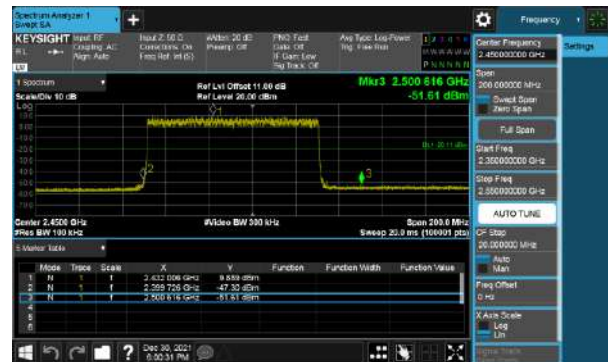 Spectrum Analyzer 1
Swept SA
+
Frequency
KEYSIGHT Input: RF
Coupling: AC
Align: Auto
Input Z: 50 Ω
Corrections: On
Freq Ref: Int (S)
#Atten: 20 dB
Preamp: Off
PNO: Fast
Gate: Off
IF Gain: Low
Sig Track: Off
Avg Type: Log-Power
Trig: Free Run
Center Frequency
2.450000000 GHz
Settings
1 Spectrum
Scale/Div 10 dB
Ref Lvl Offset 11.00 dB
Ref Level 20.00 dBm
Mkr3 2.500 616 GHz
-51.61 dBm
Log
Span
200.000000 MHz
Swept Span
Zero Span
Full Span
Start Freq
2.350000000 GHz
Stop Freq
2.550000000 GHz
AUTO TUNE
CF Step
20.000000 MHz
Auto
Man
Freq Offset
0 Hz
X Axis Scale
Log
Lin
Center 2.4500 GHz
#Res BW 100 kHz
#Video BW 300 kHz
Span 200.0 MHz
Sweep 20.0 ms (100001 pts)
5 Marker Table
Mode Trace Scale X Y Function Function Width Function Value
1 N 1 f 2.432 006 GHz 9.889 dBm
2 N 1 f 2.399 726 GHz -47.30 dBm
3 N 1 f 2.500 616 GHz -51.61 dBm
4
5
6
Dec 30, 2021
6:00:31 PM